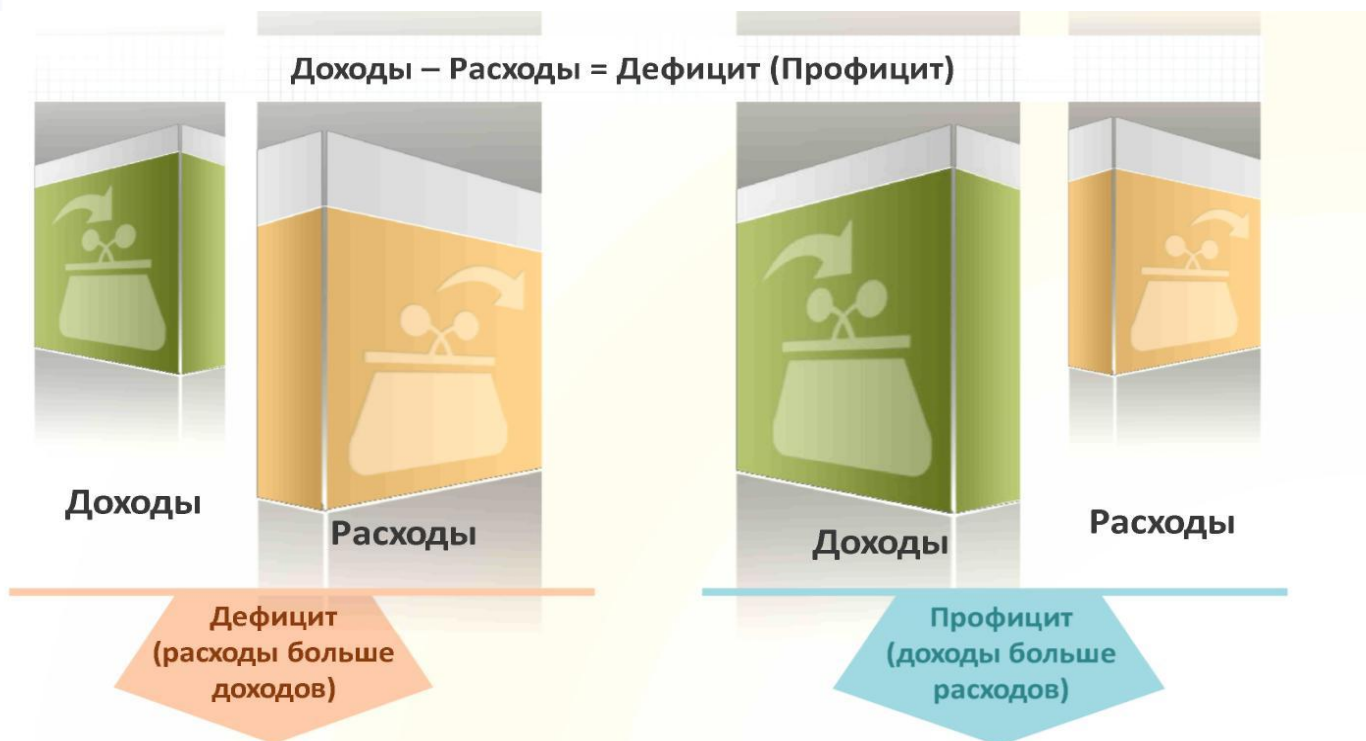 Доходы – Расходы = Дефицит (Профицит)
Доходы
Расходы
Доходы
Расходы
Дефицит
(расходы больше
доходов)
Профицит
(доходы больше
расходов)